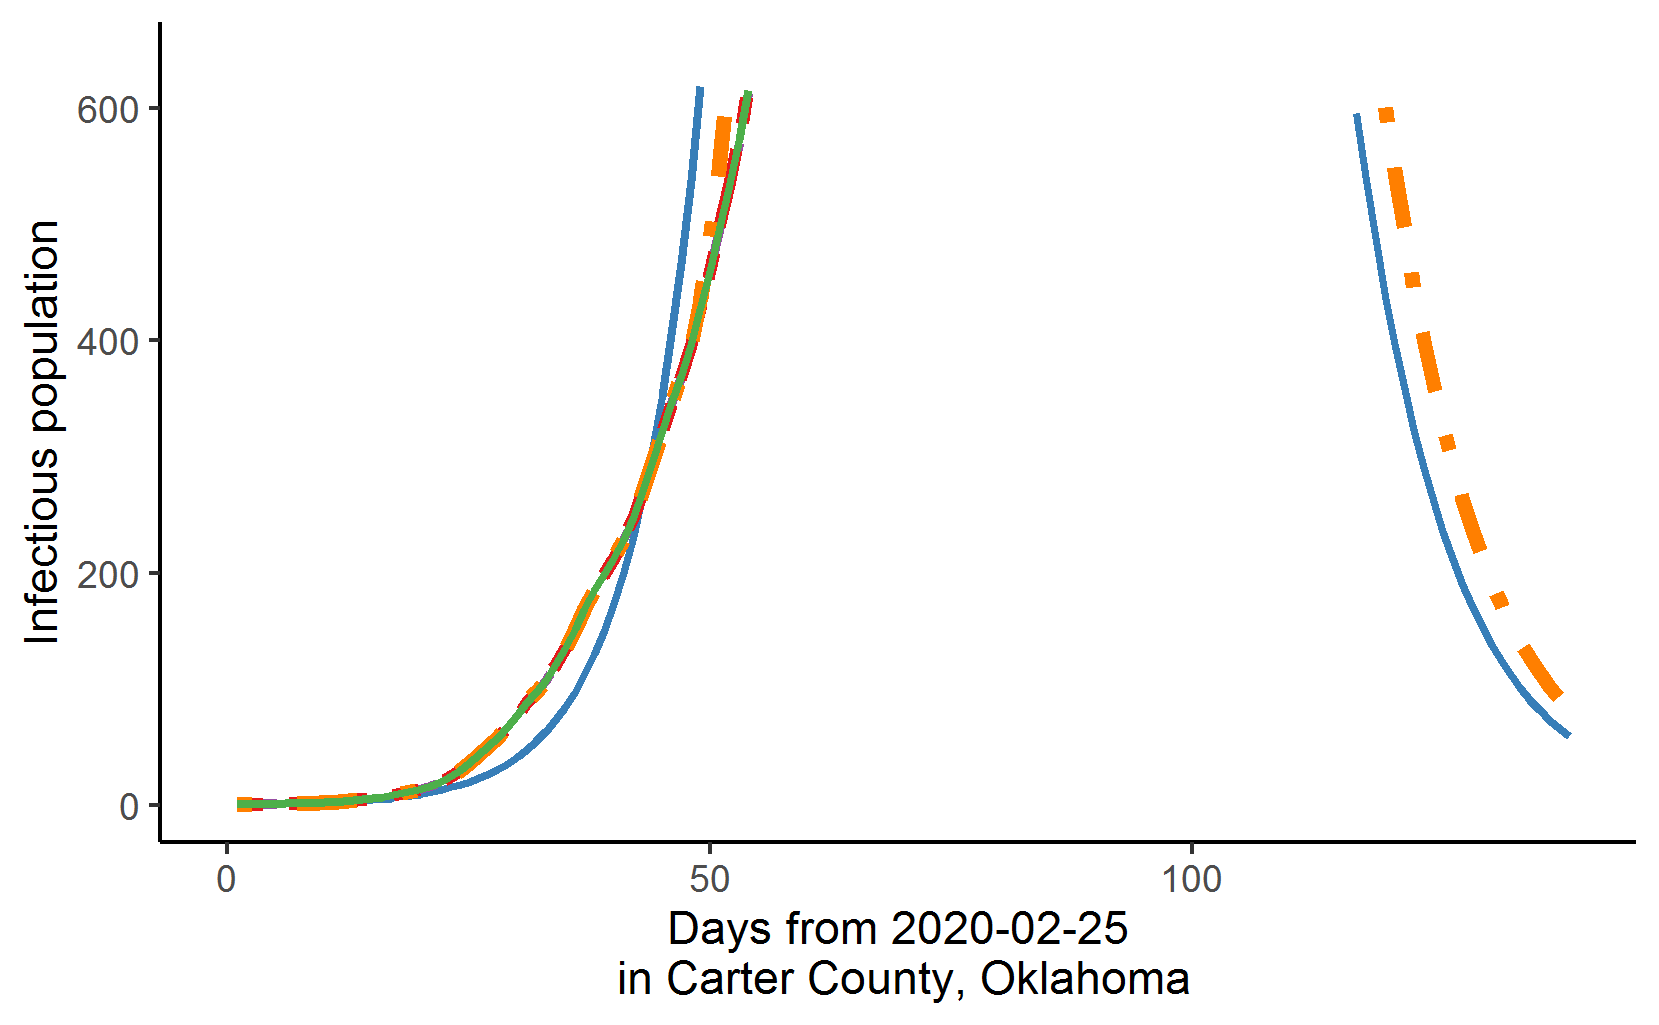 Infectious population
600
400
200
0
0 50 100
Days from 2020-02-25
in Carter County, Oklahoma